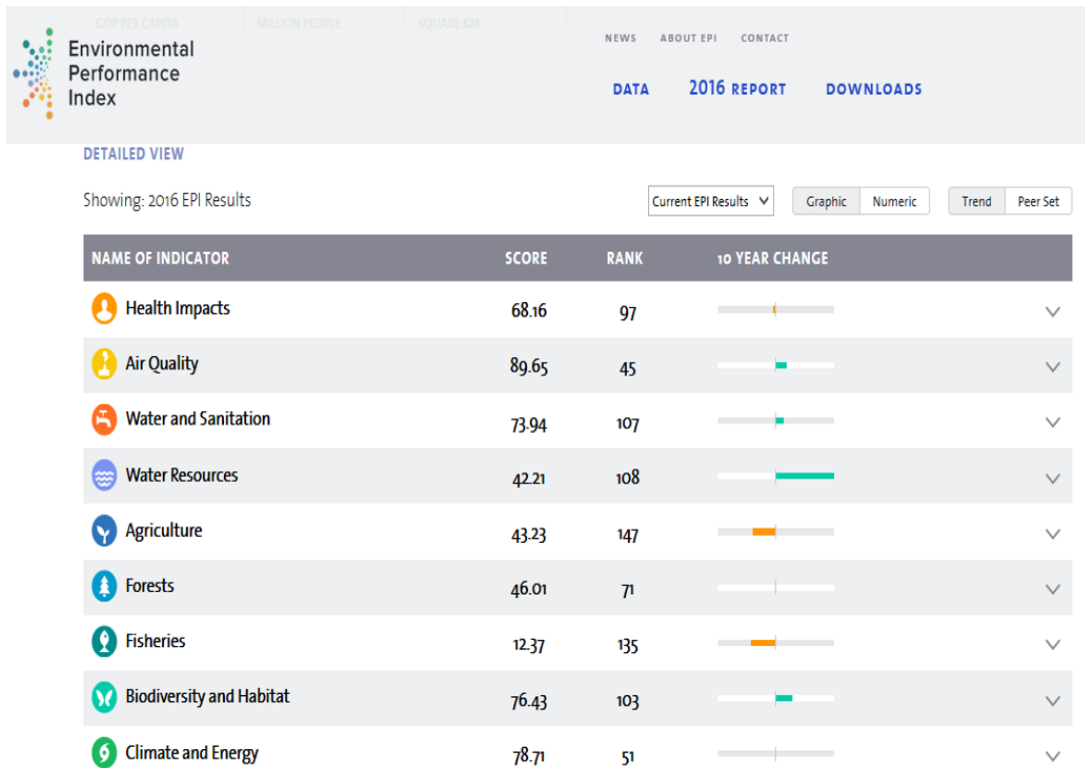 GDP PER CAPITA MILLION PEOPLE SQUARE KM
NEWS ABOUT EPI CONTACT
Environmental
Performance
Index
DATA 2016 REPORT DOWNLOADS
DETAILED VIEW
Showing: 2016 EPI Results Current EPI Results Graphic Numeric Trend Peer Set
NAME OF INDICATOR SCORE RANK 10 YEAR CHANGE
Health Impacts 68.16 97
Air Quality 89.65 45
Water and Sanitation 73.94 107
Water Resources 42.21 108
Agriculture 43.23 147
Forests 46.01 71
Fisheries 12.37 135
Biodiversity and Habitat 76.43 103
Climate and Energy 78.71 51